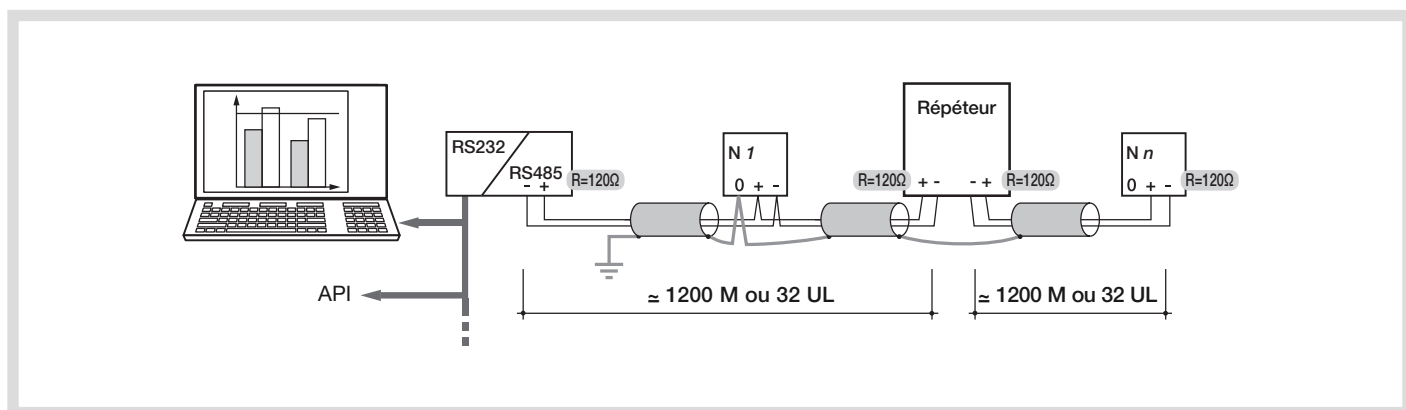 RS232
RS485
- +
R=120Ω
N 1
0 + -
Répéteur
R=120Ω
+ -
- +
R=120Ω
N n
0 + -
R=120Ω
API
≃ 1200 M ou 32 UL
≃ 1200 M ou 32 UL